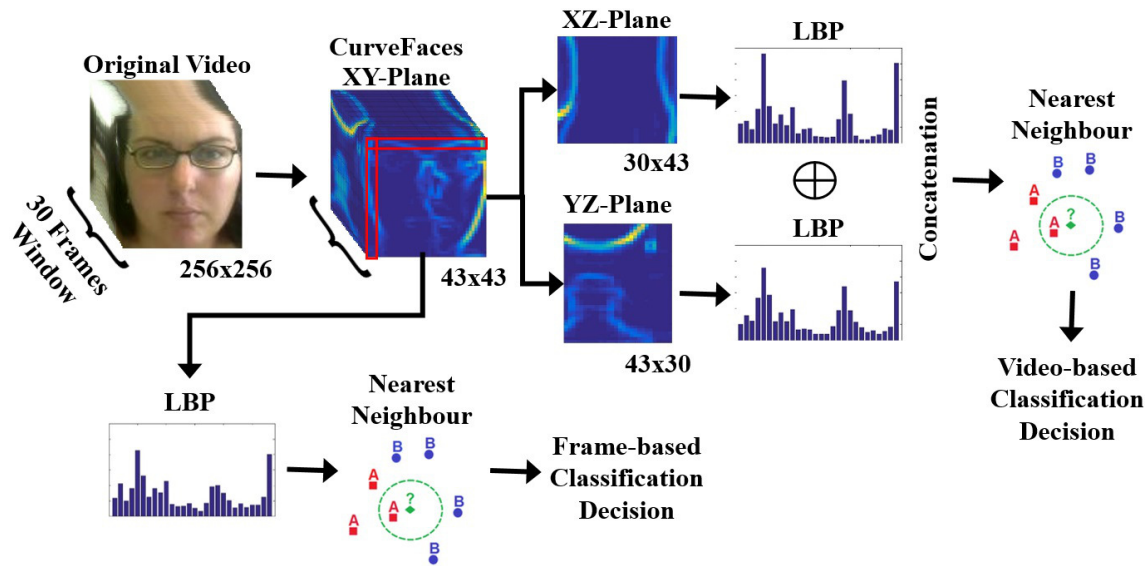 Original Video
30 Frames
Window
256x256
CurveFaces
XY-Plane
43x43
XZ-Plane
30x43
YZ-Plane
43x30
LBP
LBP
Concatenation
Nearest
Neighbour
B
B
A
?
A
B
A
B
Video-based
Classification
Decision
LBP
Nearest
Neighbour
B
B
A
?
A
B
A
B
Frame-based
Classification
Decision